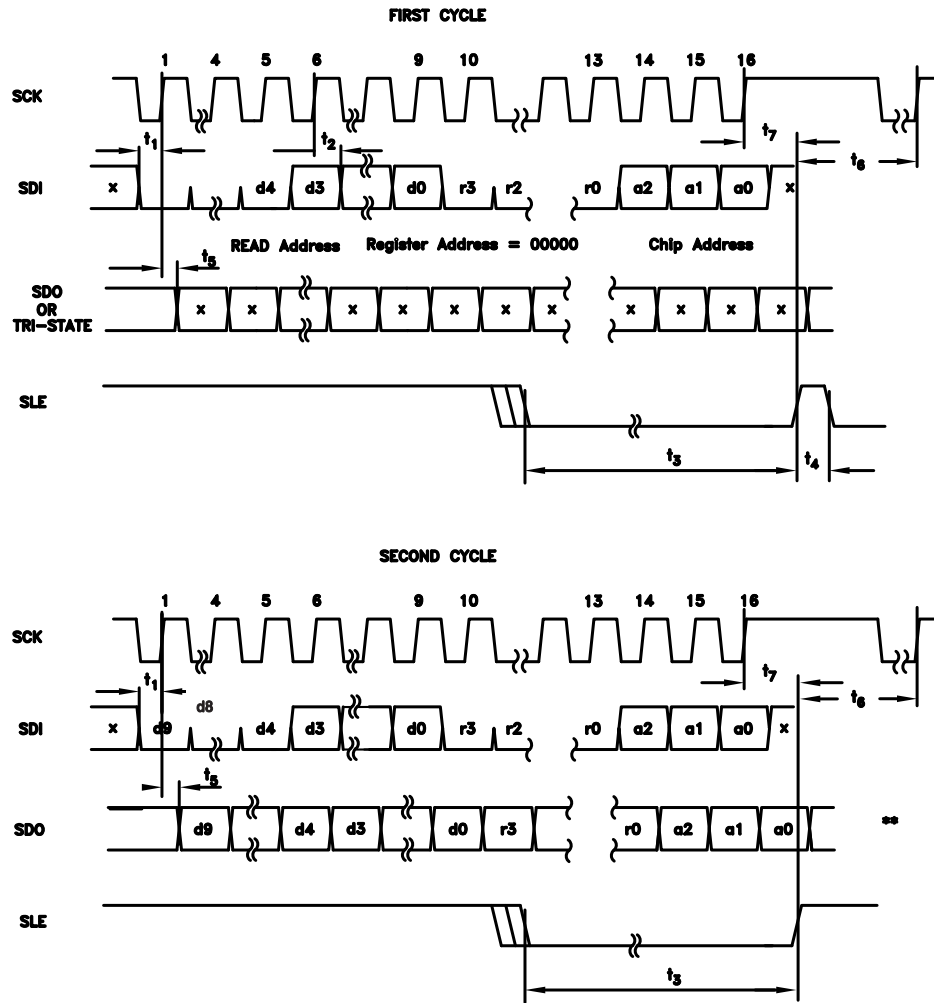 FIRST CYCLE
1 4 5 6 9 10 13 14 15 16
SCK
t1 t2 t7
t6
SDI x d4 d3 d0 r3 r2 r0 a2 a1 a0 x
READ Address Register Address = 00000 Chip Address
t5
SDO
OR
TRI-STATE
x x x x x x x x x x x
SLE
t3 t4
SECOND CYCLE
1 4 5 6 9 10 13 14 15 16
SCK
t1 t7
t6
d8
SDI x d9 d4 d3 d0 r3 r2 r0 a2 a1 a0 x
t5
SDO d9 d4 d3 d0 r3 r0 a2 a1 a0 **
SLE
t3